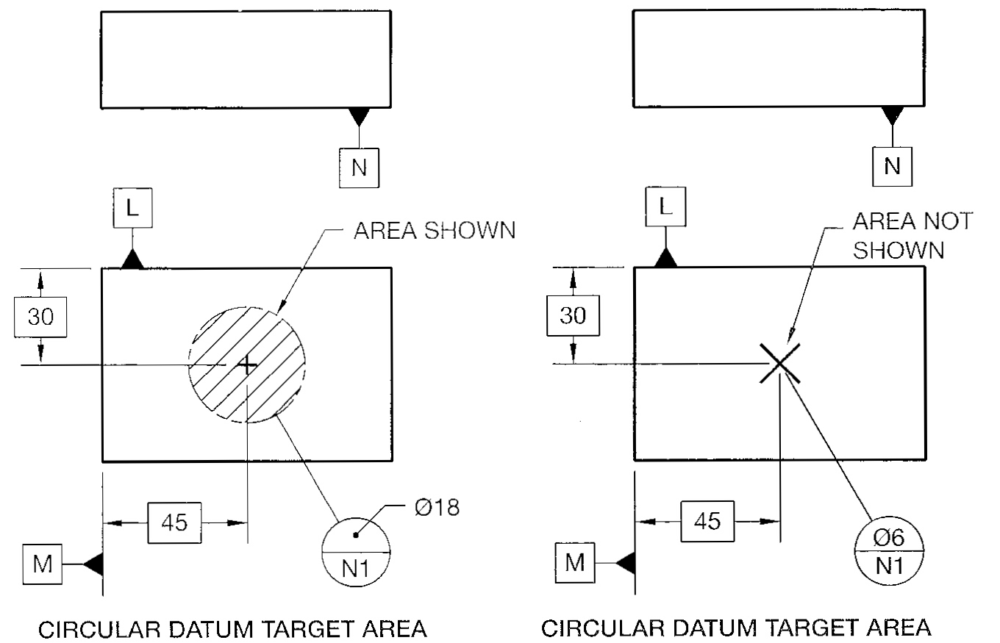 N
N
L
AREA SHOWN
L
AREA NOT
SHOWN
30
30
45
Ø18
N1
M
45
Ø6
N1
M
CIRCULAR DATUM TARGET AREA
CIRCULAR DATUM TARGET AREA